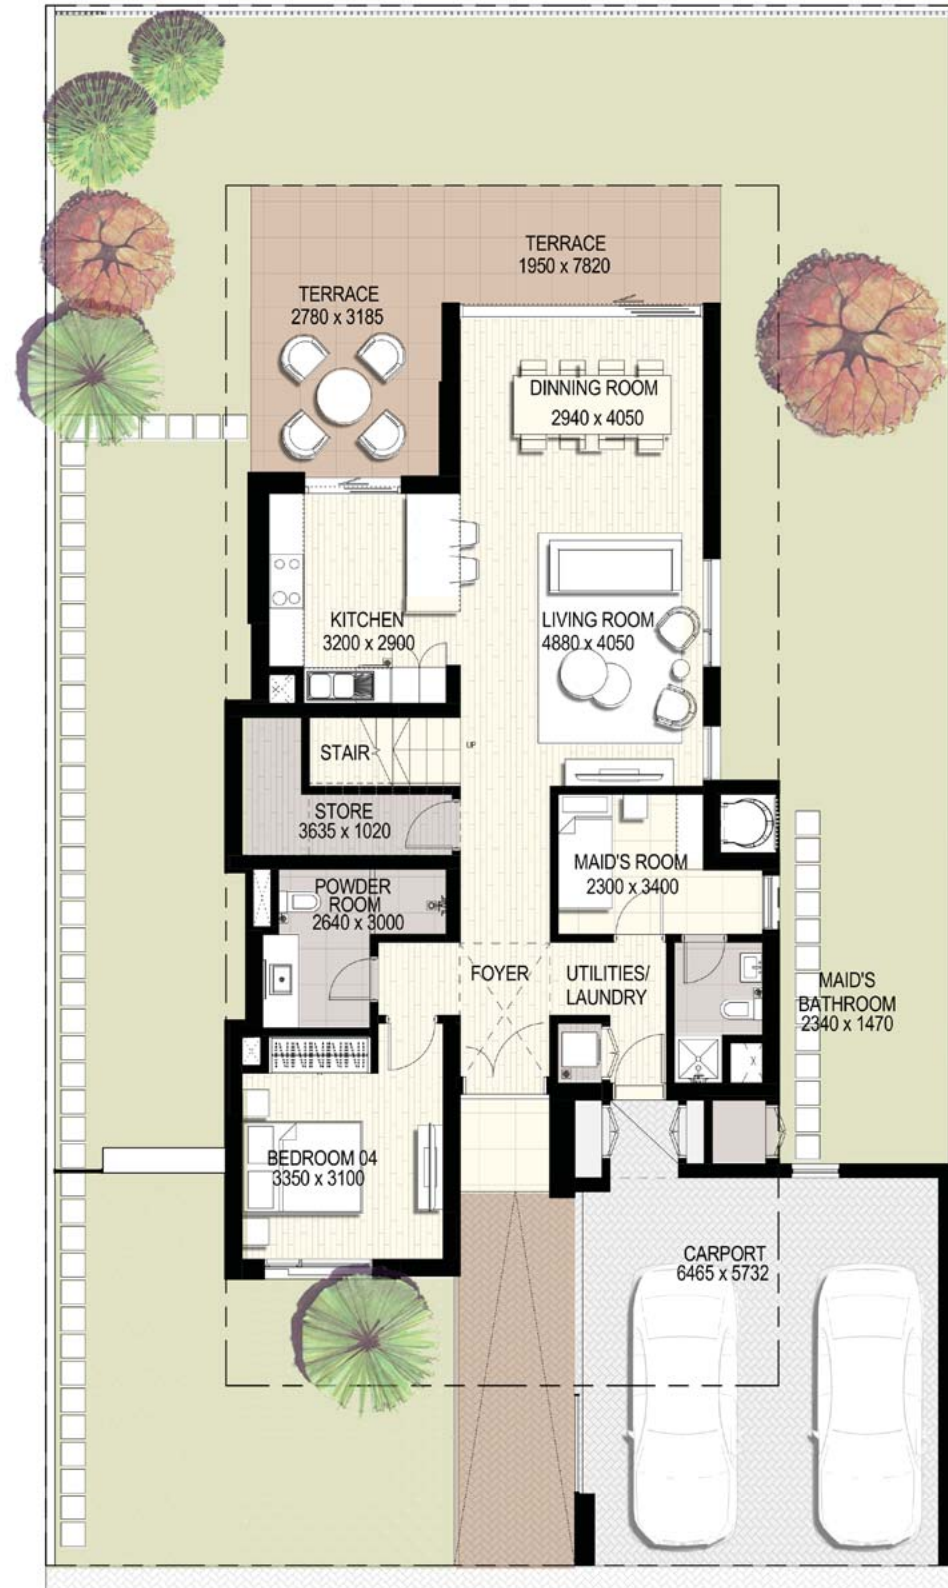 TERRACE
1950 x 7820
TERRACE
2780 x 3185
DINNING ROOM
2940 x 4050
KITCHEN
3200 x 2900
LIVING ROOM
4880 x 4050
STAIR
UP
STORE
3635 x 1020
MAID'S ROOM
2300 x 3400
POWDER
ROOM
2640 x 3000
FOYER
UTILITIES/
LAUNDRY
MAID'S
BATHROOM
2340 x 1470
BEDROOM 04
3350 x 3100
CARPORT
6465 x 5732